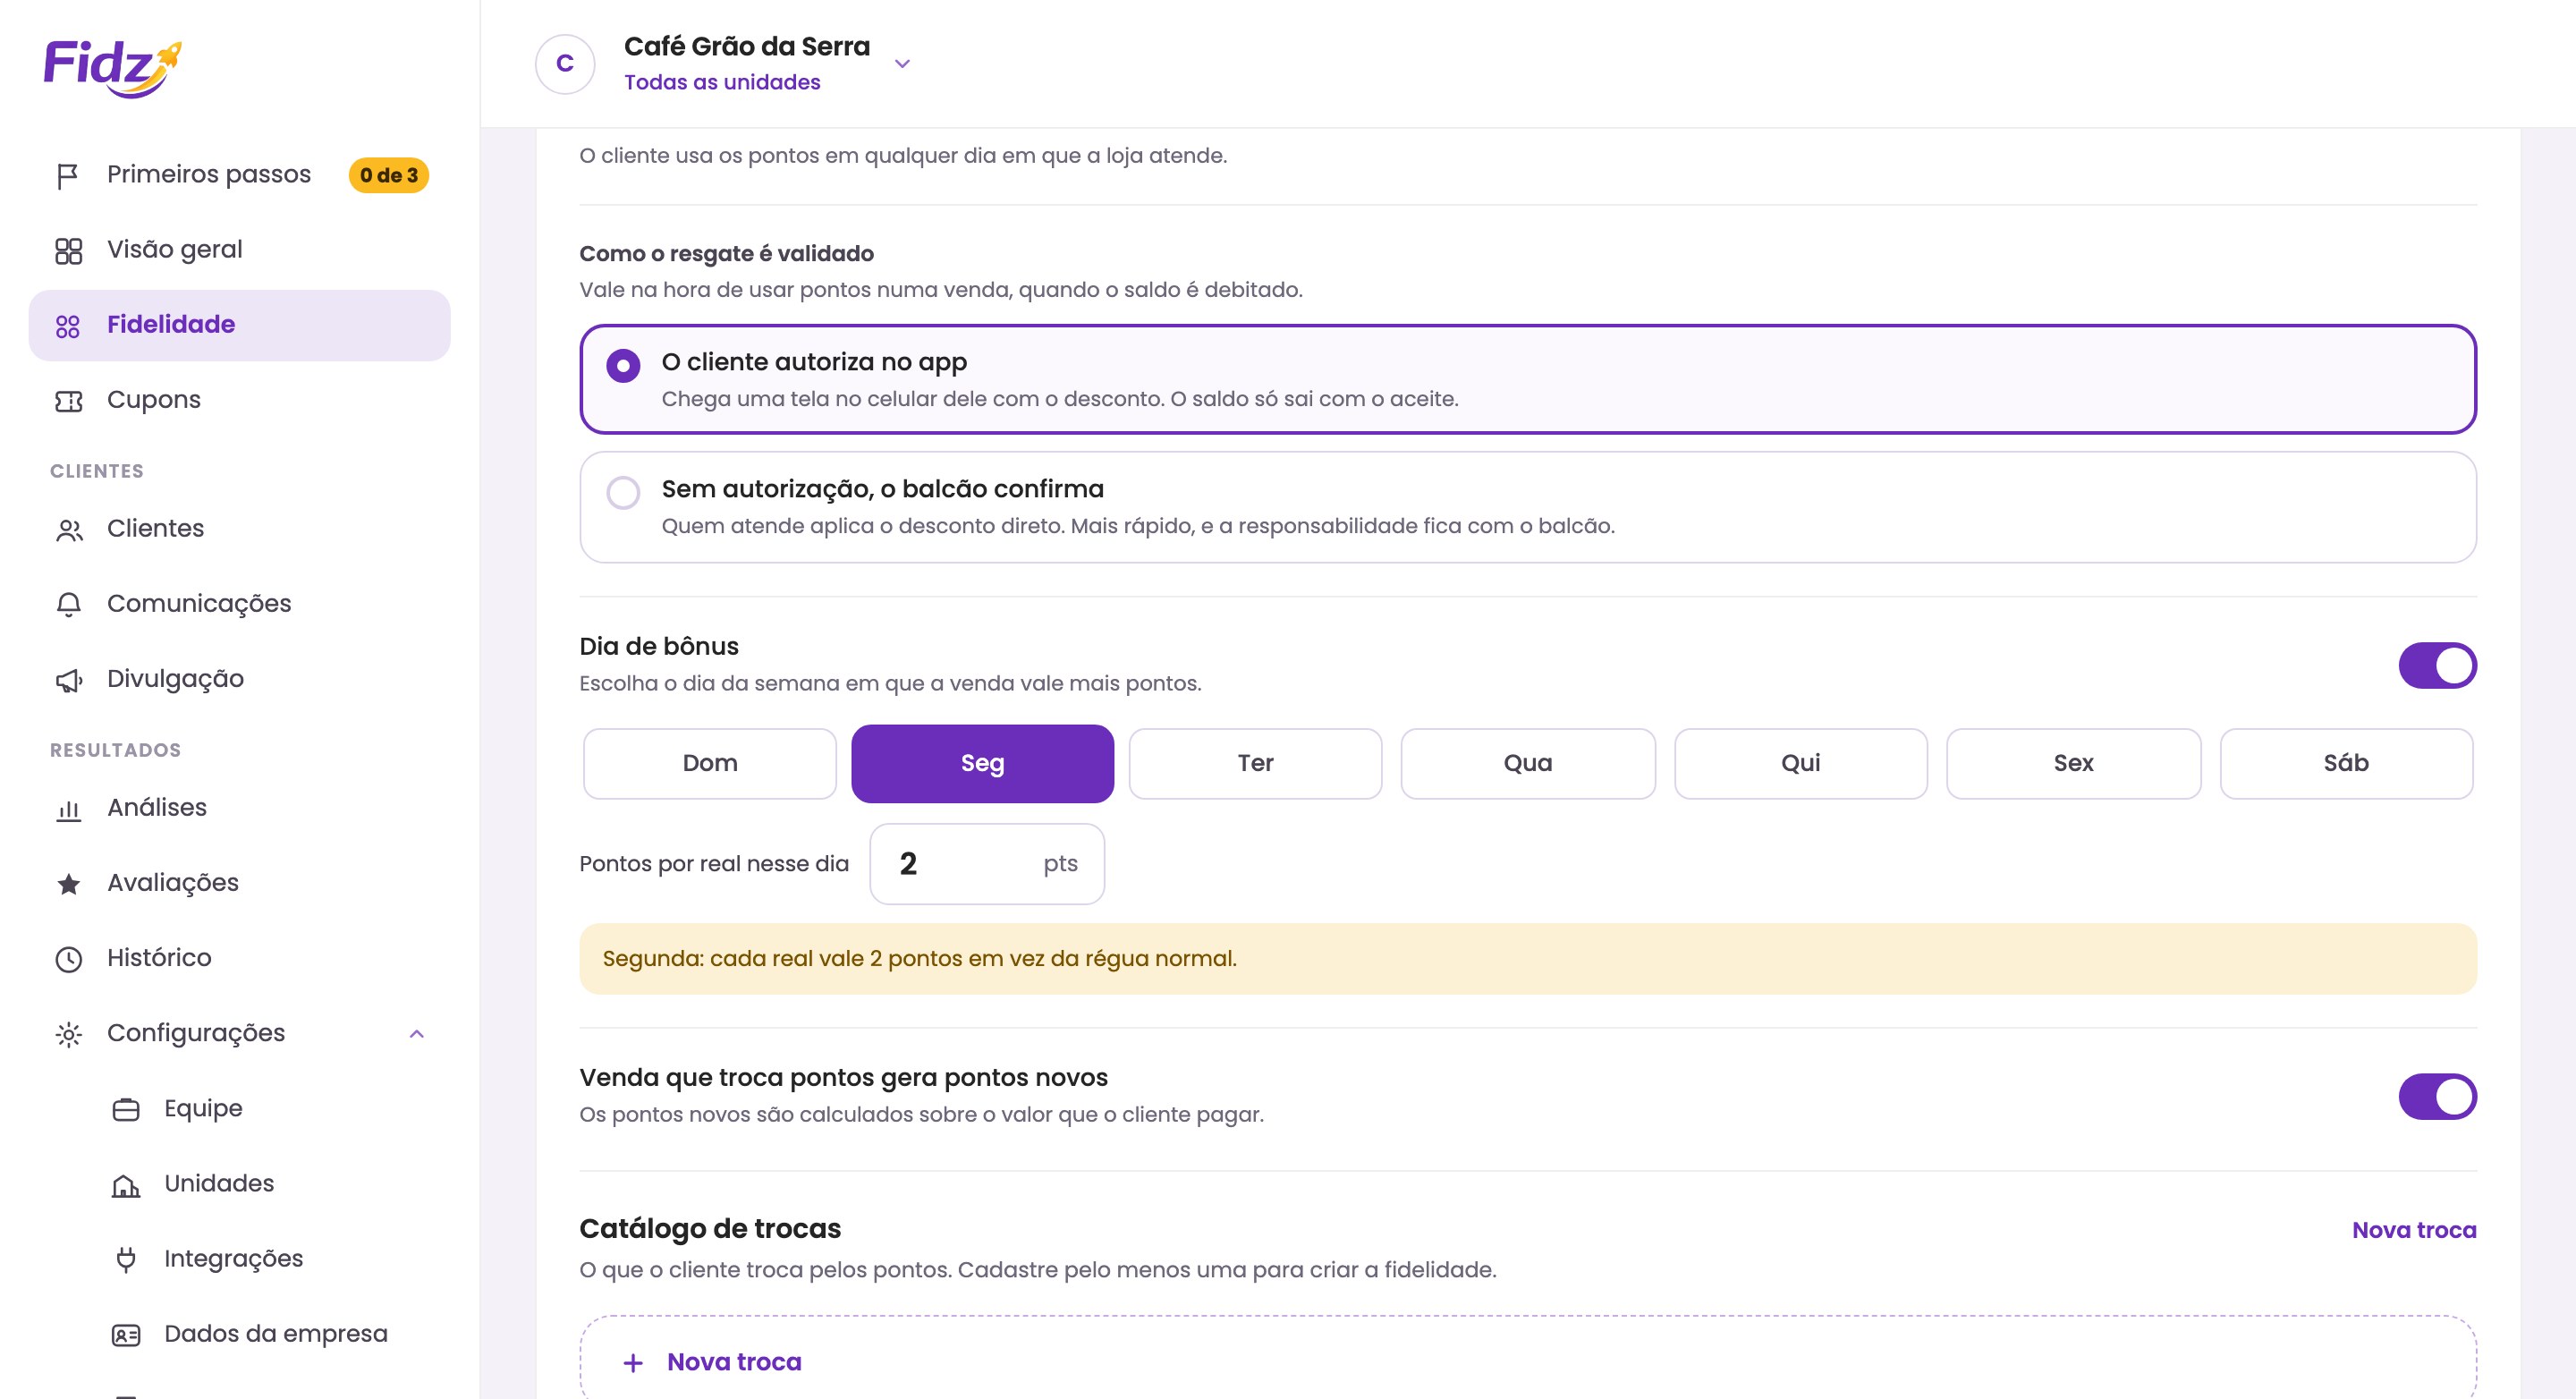 Fidz
Primeiros passos
0 de 3
Visão geral
Fidelidade
Cupons
CLIENTES
Clientes
Comunicações
Divulgação
RESULTADOS
Análises
Avaliações
Histórico
Configurações
Equipe
Unidades
Integrações
Dados da empresa
C
Café Grão da Serra
Todas as unidades
O cliente usa os pontos em qualquer dia em que a loja atende.
Como o resgate é validado
Vale na hora de usar pontos numa venda, quando o saldo é debitado.
O cliente autoriza no app
Chega uma tela no celular dele com o desconto. O saldo só sai com o aceite.
Sem autorização, o balcão confirma
Quem atende aplica o desconto direto. Mais rápido, e a responsabilidade fica com o balcão.
Dia de bônus
Escolha o dia da semana em que a venda vale mais pontos.
Dom
Seg
Ter
Qua
Qui
Sex
Sáb
Pontos por real nesse dia
2
pts
Segunda: cada real vale 2 pontos em vez da régua normal.
Venda que troca pontos gera pontos novos
Os pontos novos são calculados sobre o valor que o cliente pagar.
Catálogo de trocas
Nova troca
O que o cliente troca pelos pontos. Cadastre pelo menos uma para criar a fidelidade.
+ Nova troca